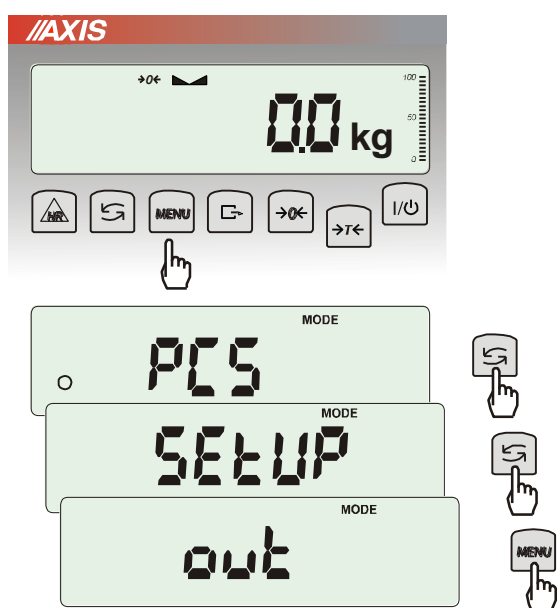 //AXIS
→0←
100
0.0 kg
50
0
HR
MENU
→0←
→T←
I/⏻
MODE
PCS
MODE
SEtUP
MODE
out
MENU